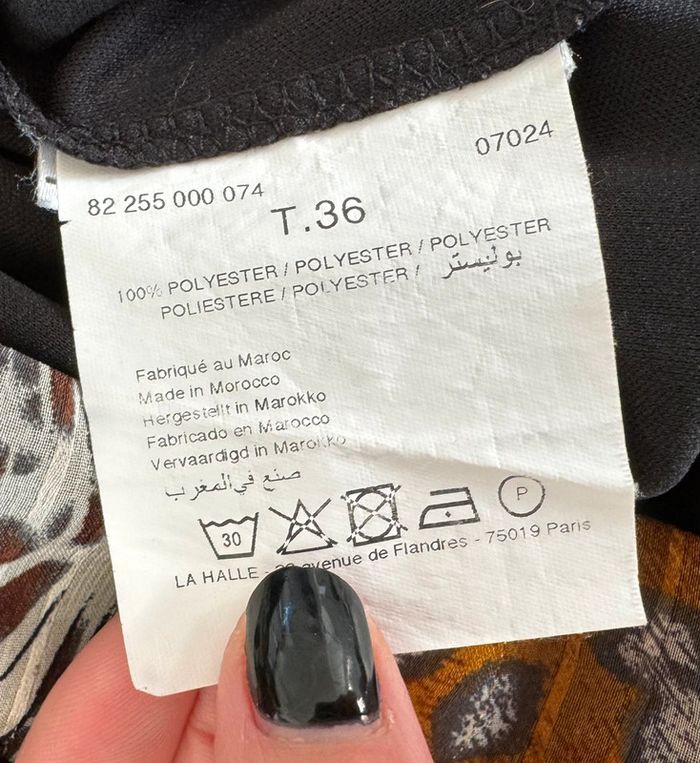 07024
82 255 000 074
T.36
100% POLYESTER / POLYESTER / POLYESTER
POLIESTERE / POLYESTER / بوليستر
Fabriqué au Maroc
Made in Morocco
Hergestellt in Marokko
Fabricado en Marocco
Vervaardigd in Marokko
صنع في المغرب
30
P
LA HALLE - avenue de Flandres - 75019 Paris